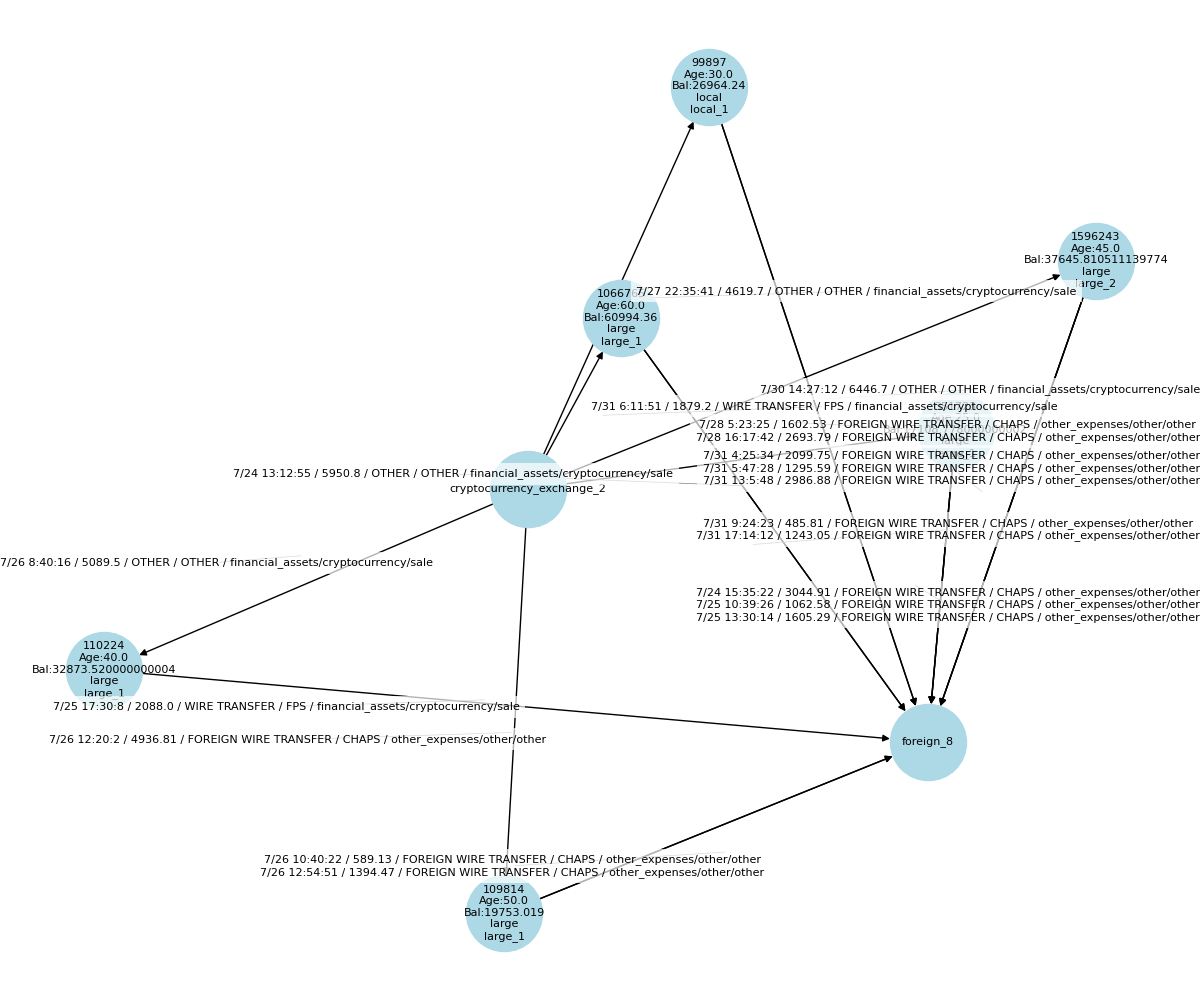 99897
Age:30.0
Bal:26964.24
local
local_1
1596243
Age:45.0
Bal:37645.810511139774
large
large_2
Age:60.0
Bal:60994.36
large
large_1
7/27 22:35:41 / 4619.7 / OTHER / OTHER / financial_assets/cryptocurrency/sale
7/30 14:27:12 / 6446.7 / OTHER / OTHER / financial_assets/cryptocurrency/sale
7/31 6:11:51 / 1879.2 / WIRE TRANSFER / FPS / financial_assets/cryptocurrency/sale
7/28 5:23:25 / 1602.53 / FOREIGN WIRE TRANSFER / CHAPS / other_expenses/other/other
7/28 16:17:42 / 2693.79 / FOREIGN WIRE TRANSFER / CHAPS / other_expenses/other/other
7/31 4:25:34 / 2099.75 / FOREIGN WIRE TRANSFER / CHAPS / other_expenses/other/other
7/31 5:47:28 / 1295.59 / FOREIGN WIRE TRANSFER / CHAPS / other_expenses/other/other
7/31 13:5:48 / 2986.88 / FOREIGN WIRE TRANSFER / CHAPS / other_expenses/other/other
7/24 13:12:55 / 5950.8 / OTHER / OTHER / financial_assets/cryptocurrency/sale
cryptocurrency_exchange_2
7/31 9:24:23 / 485.81 / FOREIGN WIRE TRANSFER / CHAPS / other_expenses/other/other
7/31 17:14:12 / 1243.05 / FOREIGN WIRE TRANSFER / CHAPS / other_expenses/other/other
7/26 8:40:16 / 5089.5 / OTHER / OTHER / financial_assets/cryptocurrency/sale
7/24 15:35:22 / 3044.91 / FOREIGN WIRE TRANSFER / CHAPS / other_expenses/other/other
7/25 10:39:26 / 1062.58 / FOREIGN WIRE TRANSFER / CHAPS / other_expenses/other/other
7/25 13:30:14 / 1605.29 / FOREIGN WIRE TRANSFER / CHAPS / other_expenses/other/other
110224
Age:40.0
Bal:32873.520000000004
large
large_1
7/25 17:30:8 / 2088.0 / WIRE TRANSFER / FPS / financial_assets/cryptocurrency/sale
7/26 12:20:2 / 4936.81 / FOREIGN WIRE TRANSFER / CHAPS / other_expenses/other/other
foreign_8
7/26 10:40:22 / 589.13 / FOREIGN WIRE TRANSFER / CHAPS / other_expenses/other/other
7/26 12:54:51 / 1394.47 / FOREIGN WIRE TRANSFER / CHAPS / other_expenses/other/other
109814
Age:50.0
Bal:19753.019
large
large_1